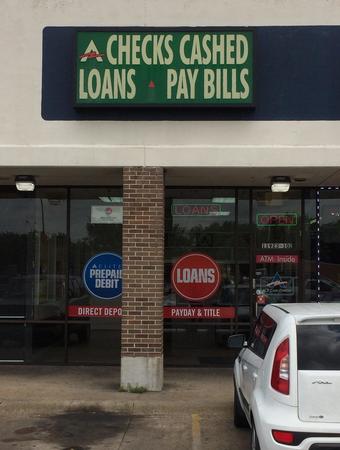 CHECKS CASHED
LOANS PAY BILLS
LOANS
OPEN
ATM Inside
PREPAID
DEBIT
LOANS
DIRECT DEPO
PAYDAY & TITLE